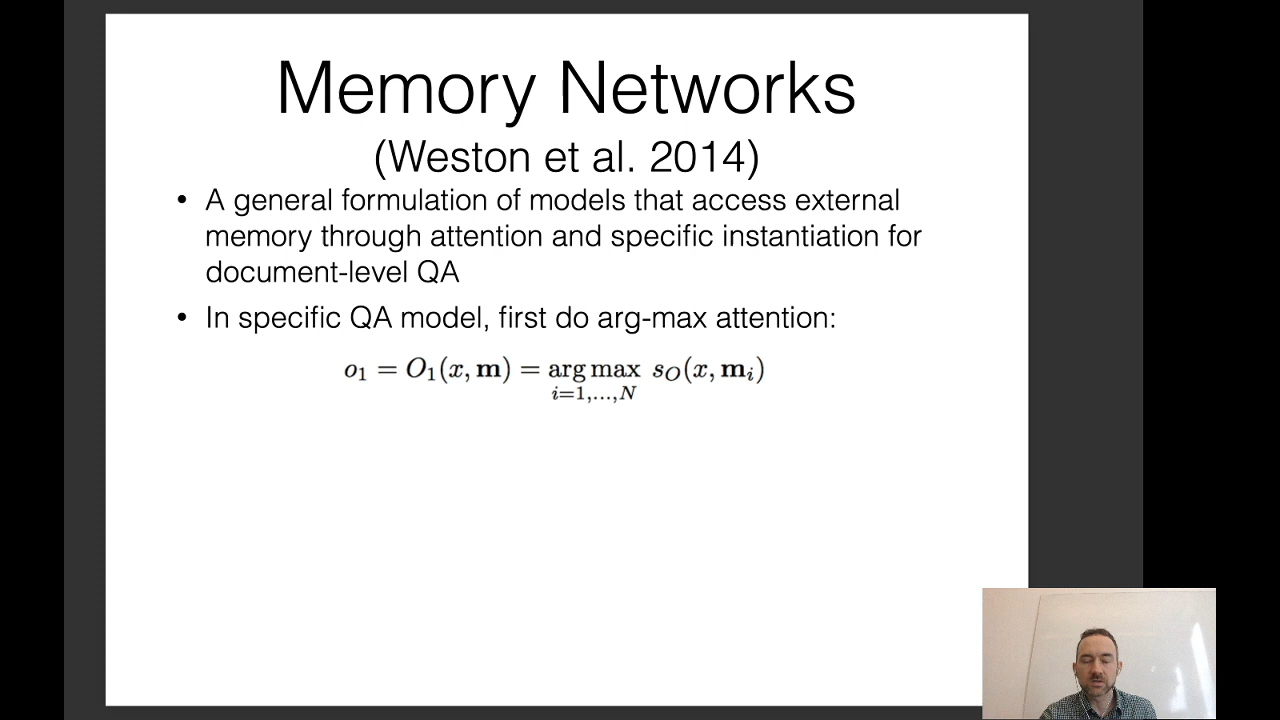 Memory Networks
(Weston et al. 2014)
• A general formulation of models that access external
memory through attention and specific instantiation for
document-level QA
• In specific QA model, first do arg-max attention:
o₁ = O₁(x, m) = arg max s_O(x, m_i)
i=1,...,N